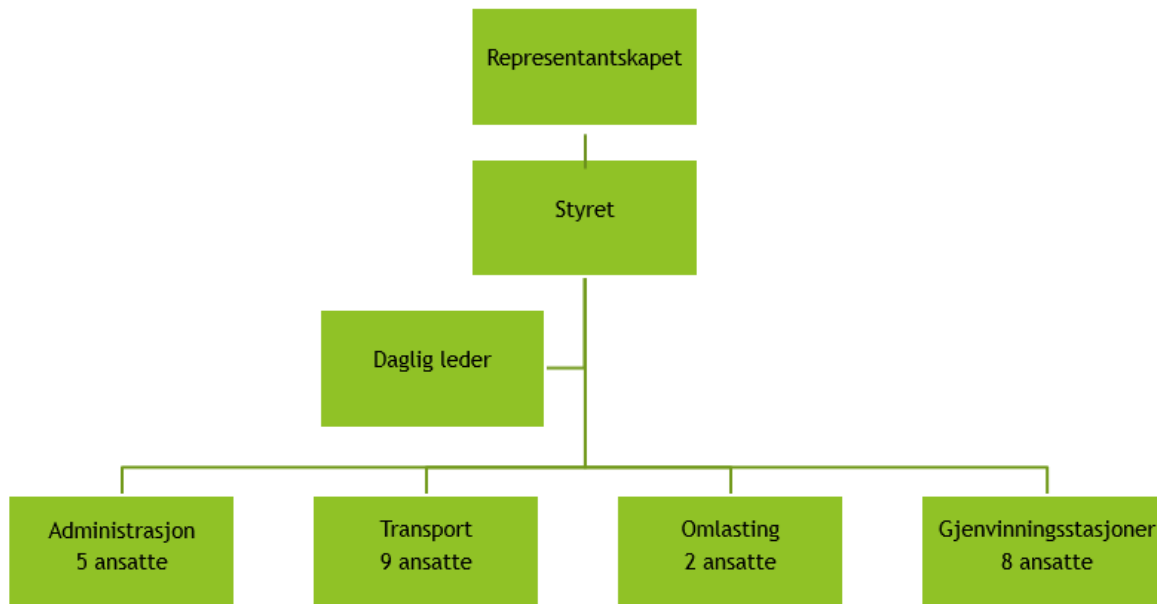 Representantskapet
Styret
Daglig leder
Administrasjon
5 ansatte
Transport
9 ansatte
Omlasting
2 ansatte
Gjenvinningsstasjoner
8 ansatte